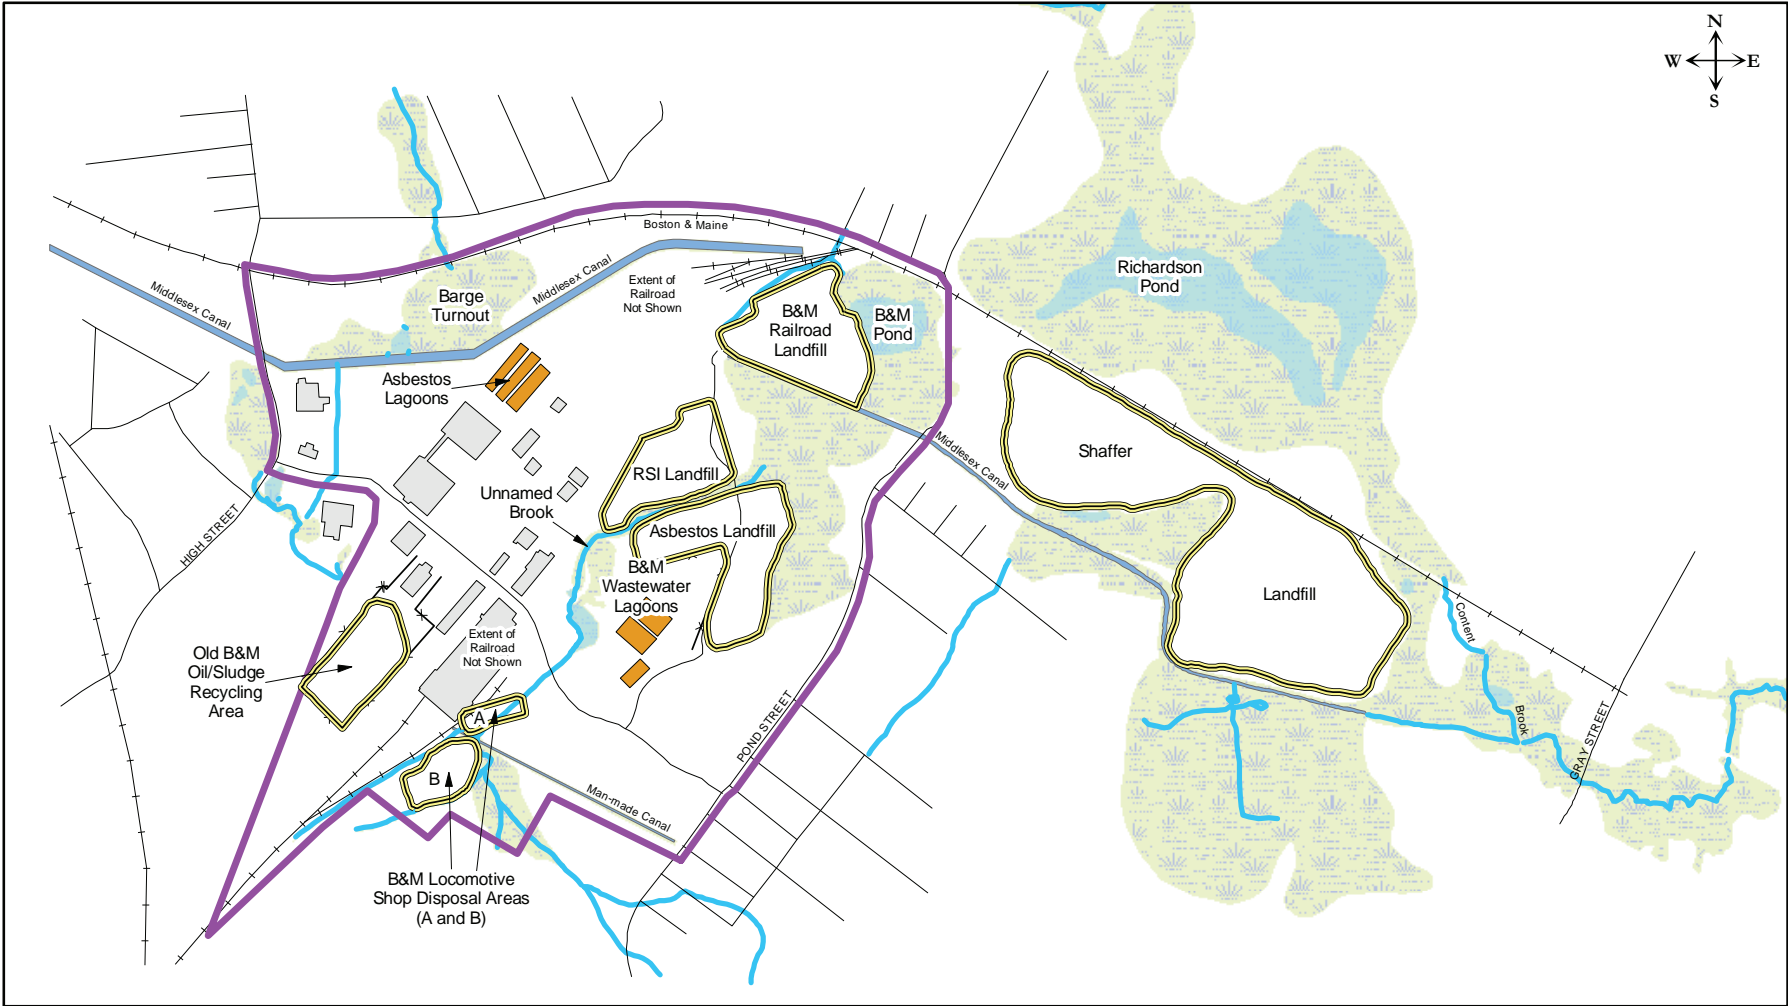 N
W E
S
Boston & Maine
Middlesex Canal
Middlesex Canal
Barge
Turnout
Extent of
Railroad
Not Shown
B&M
Railroad
Landfill
B&M
Pond
Richardson
Pond
Asbestos
Lagoons
Middlesex Canal
Shaffer
Landfill
RSI Landfill
Unnamed
Brook
Asbestos Landfill
HIGH STREET
B&M
Wastewater
Lagoons
Extent of
Railroad
Not Shown
Old B&M
Oil/Sludge
Recycling
Area
A
B
POND STREET
Man-made Canal
B&M Locomotive
Shop Disposal Areas
(A and B)
Content
Brook
GRAY STREET